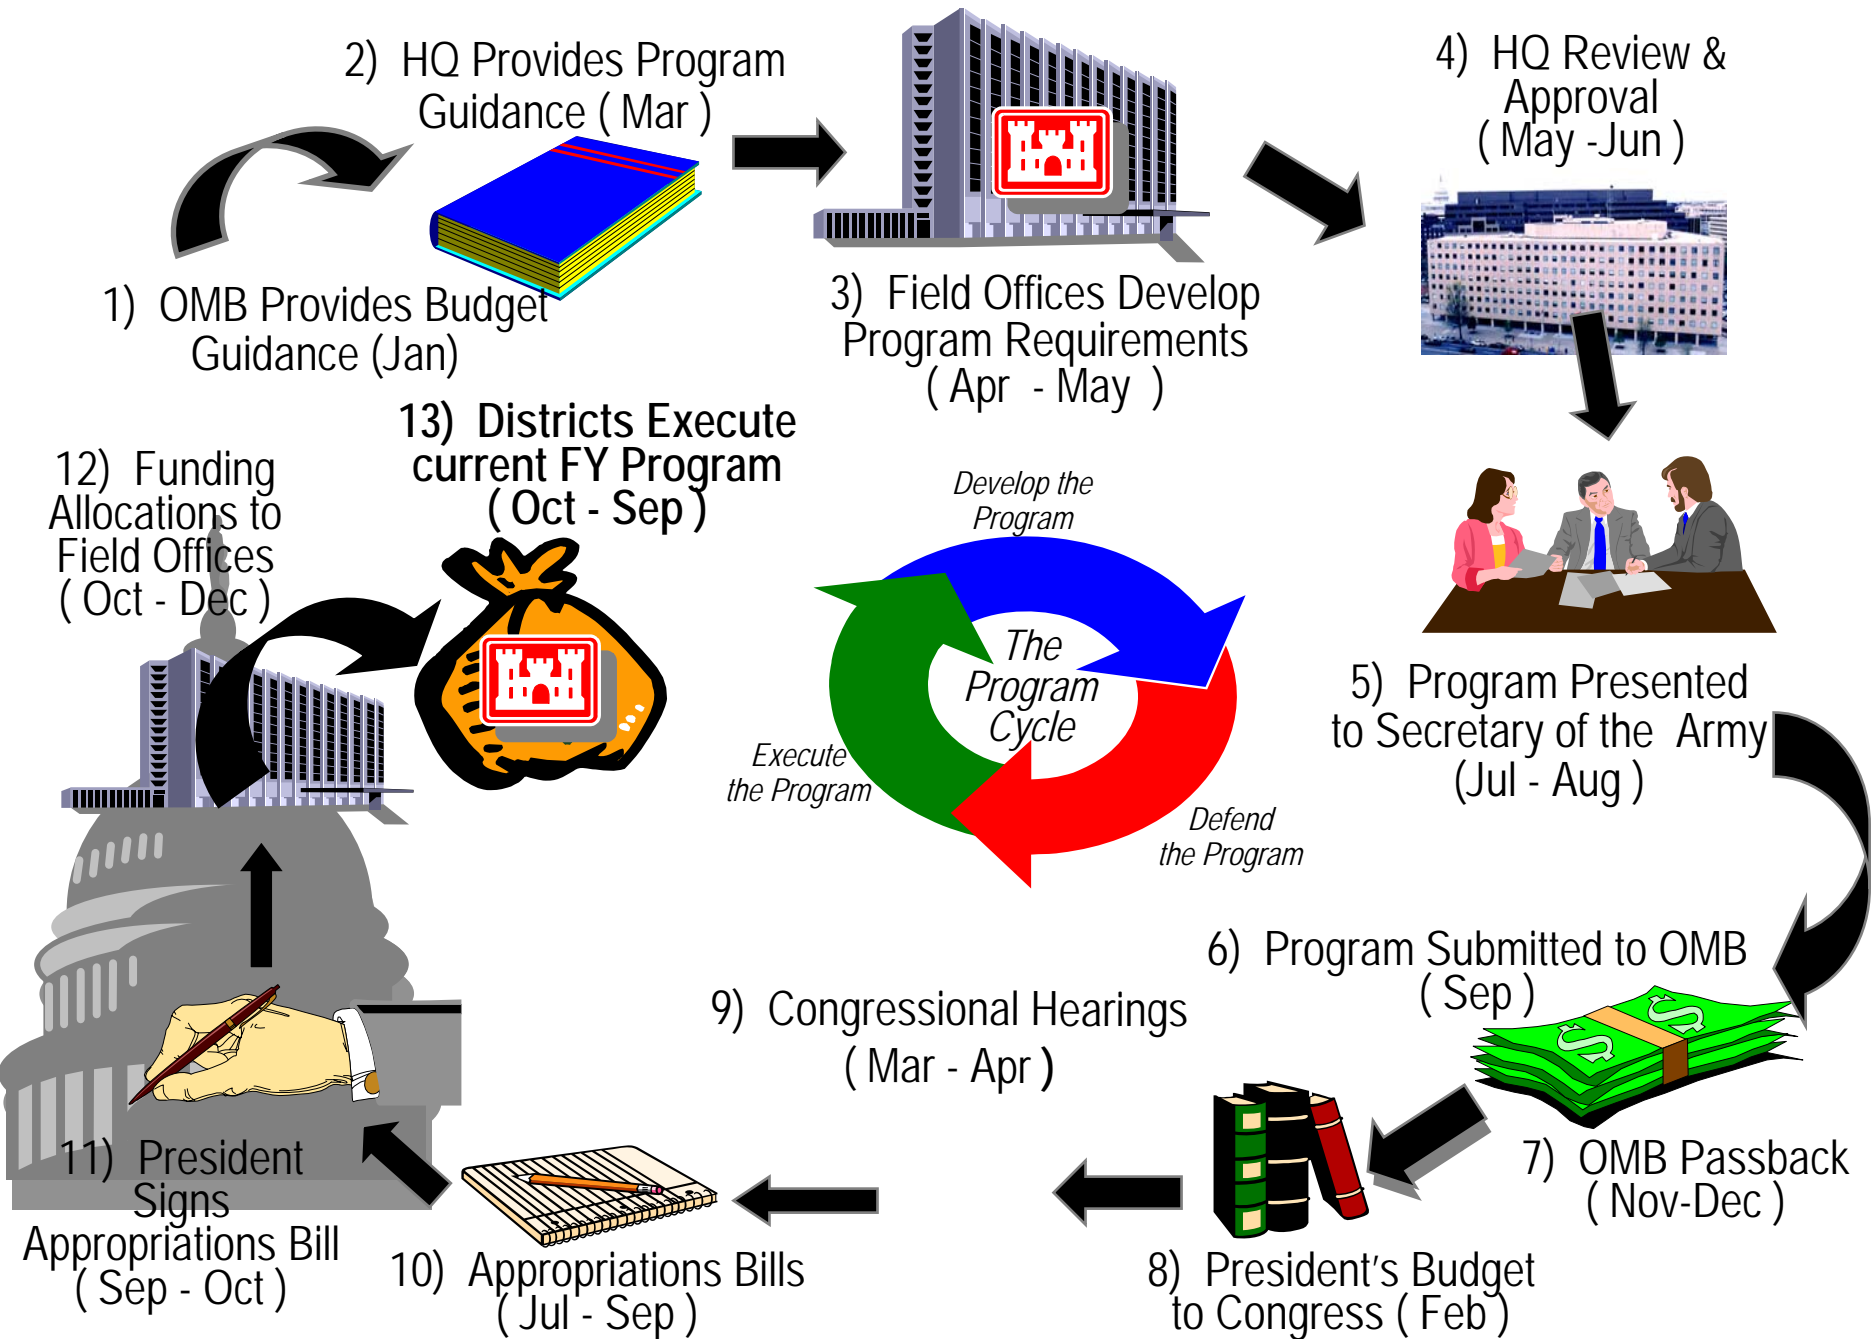 1) OMB Provides Budget
Guidance (Jan)
2) HQ Provides Program
Guidance ( Mar )
3) Field Offices Develop
Program Requirements
( Apr - May )
4) HQ Review &
Approval
( May -Jun )
5) Program Presented
to Secretary of the Army
(Jul - Aug )
6) Program Submitted to OMB
( Sep )
7) OMB Passback
( Nov-Dec )
8) President's Budget
to Congress ( Feb )
9) Congressional Hearings
( Mar - Apr )
10) Appropriations Bills
( Jul - Sep )
11) President
Signs
Appropriations Bill
( Sep - Oct )
12) Funding
Allocations to
Field Offices
( Oct - Dec )
13) Districts Execute
current FY Program
( Oct - Sep )
Develop the
Program
The
Program
Cycle
Execute
the Program
Defend
the Program
$
$